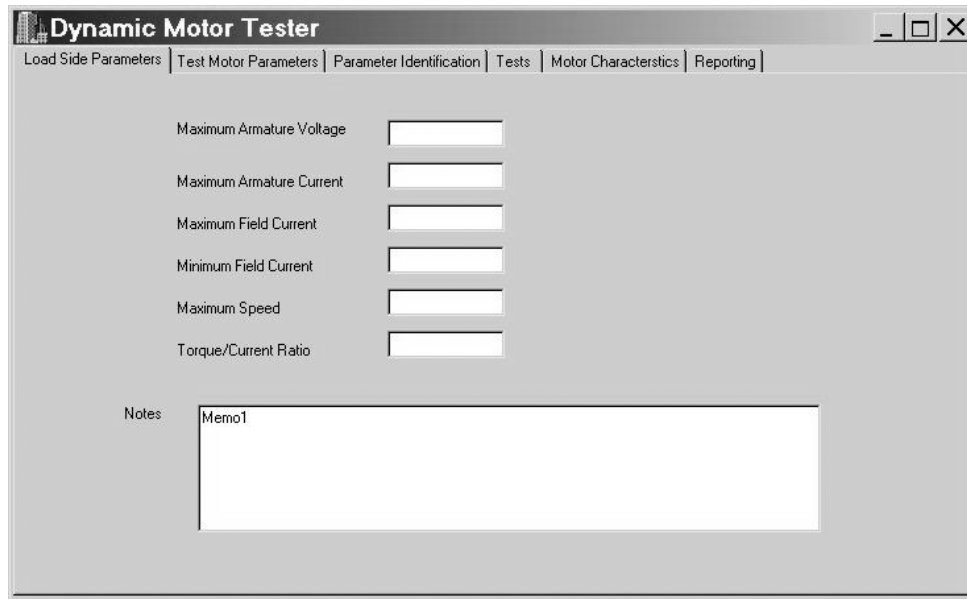 Dynamic Motor Tester
Load Side Parameters Test Motor Parameters Parameter Identification Tests Motor Characterstics Reporting
Maximum Armature Voltage
Maximum Armature Current
Maximum Field Current
Minimum Field Current
Maximum Speed
Torque/Current Ratio
Notes Memo1